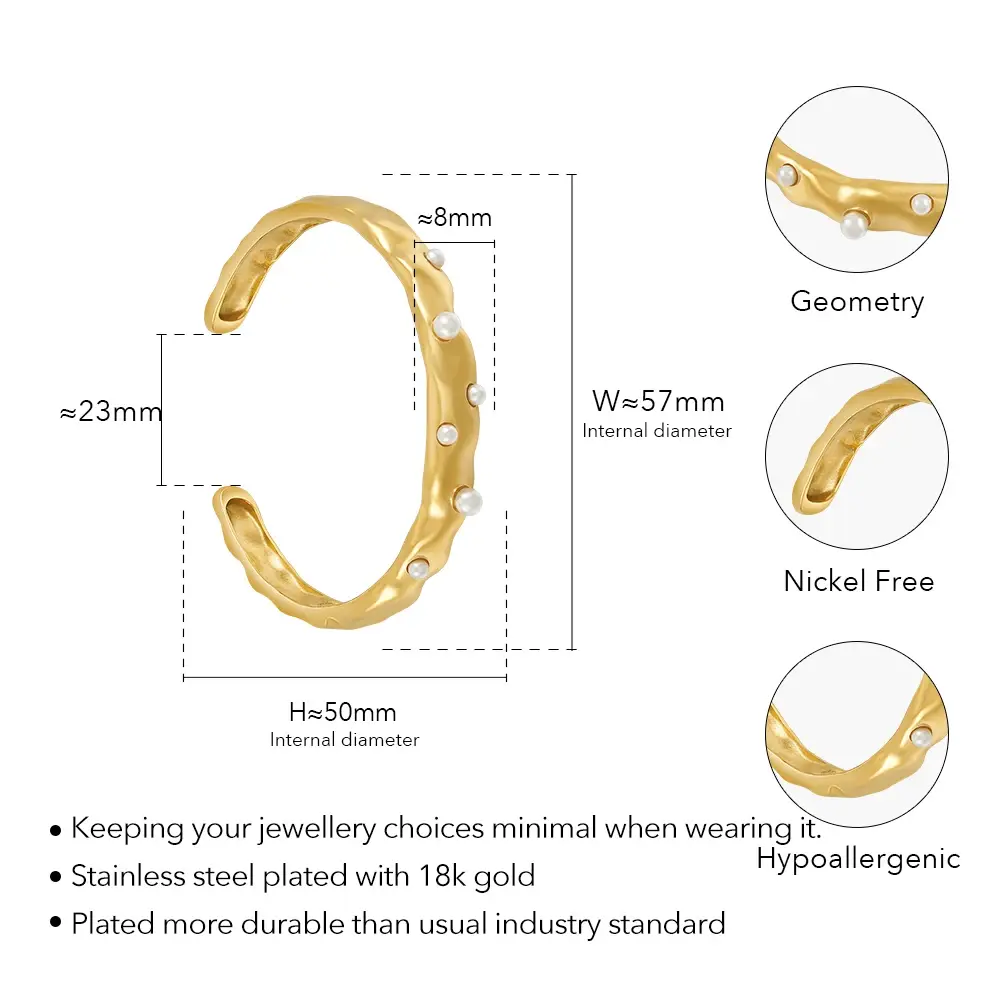 ≈8mm
≈23mm
W≈57mm
Internal diameter
H≈50mm
Internal diameter
Geometry
Nickel Free
Hypoallergenic
• Keeping your jewellery choices minimal when wearing it.
• Stainless steel plated with 18k gold
• Plated more durable than usual industry standard